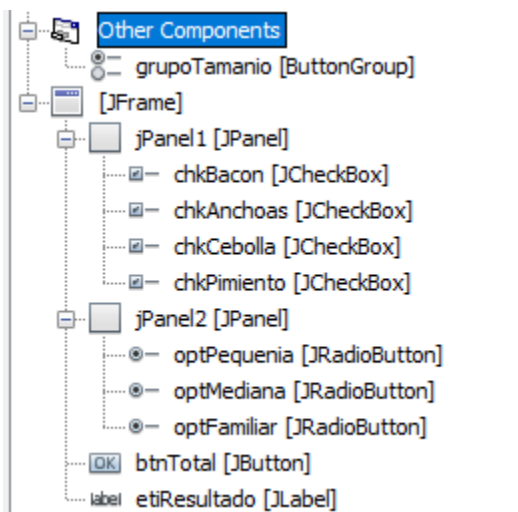 Other Components
grupoTamanio [ButtonGroup]
[JFrame]
jPanel1 [JPanel]
chkBacon [JCheckBox]
chkAnchoas [JCheckBox]
chkCebolla [JCheckBox]
chkPimiento [JCheckBox]
jPanel2 [JPanel]
optPequenia [JRadioButton]
optMediana [JRadioButton]
optFamiliar [JRadioButton]
OK btnTotal [JButton]
label etiResultado [JLabel]